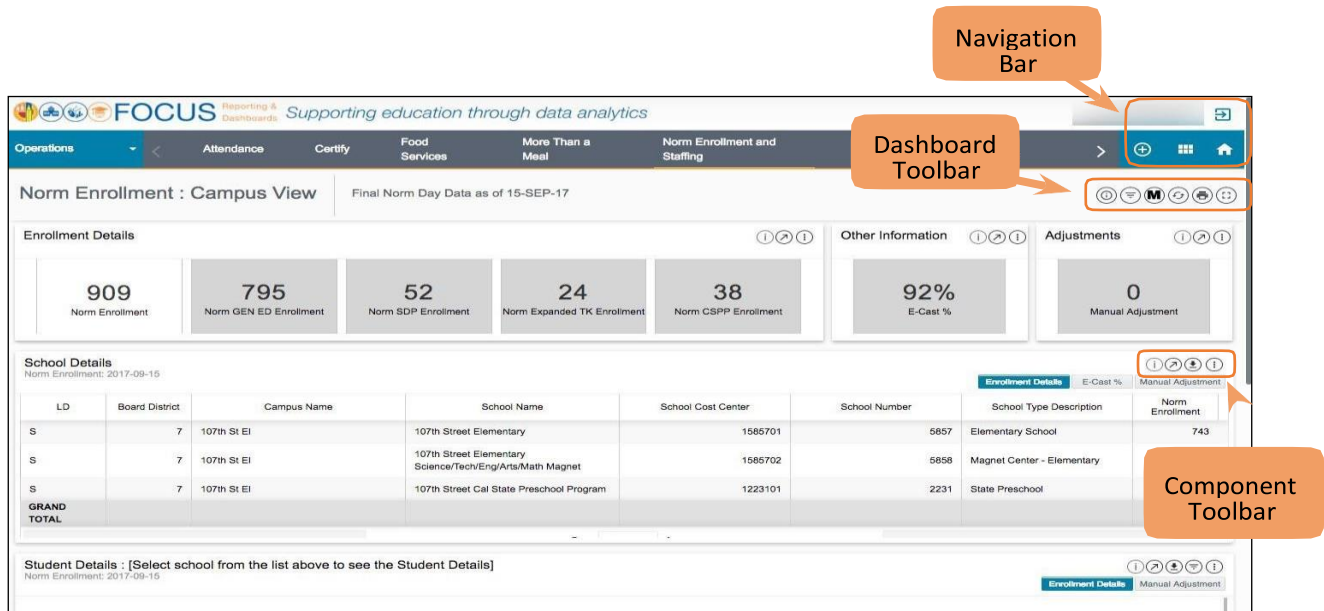 Navigation
Bar
FOCUS Reporting & Dashboards Supporting education through data analytics
Operations Attendance Certify Food Services More Than a Meal Norm Enrollment and Staffing
Dashboard
Toolbar
Norm Enrollment : Campus View Final Norm Day Data as of 15-SEP-17
M
Enrollment Details Other Information Adjustments
909 795 52 24 38 92% 0
Norm Enrollment Norm GEN ED Enrollment Norm SDP Enrollment Norm Expanded TK Enrollment Norm CSPP Enrollment E-Cast % Manual Adjustment
School Details
Norm Enrollment: 2017-09-15
Enrollment Details E-Cast % Manual Adjustment
LD Board District Campus Name School Name School Cost Center School Number School Type Description Norm Enrollment
S 7 107th St El 107th Street Elementary 1585701 5857 Elementary School 743
S 7 107th St El 107th Street Elementary Science/Tech/Eng/Arts/Math Magnet 1585702 5858 Magnet Center - Elementary
S 7 107th St El 107th Street Cal State Preschool Program 1223101 2231 State Preschool
GRAND
TOTAL
Component
Toolbar
Student Details : [Select school from the list above to see the Student Details]
Norm Enrollment: 2017-09-15
Enrollment Details Manual Adjustment